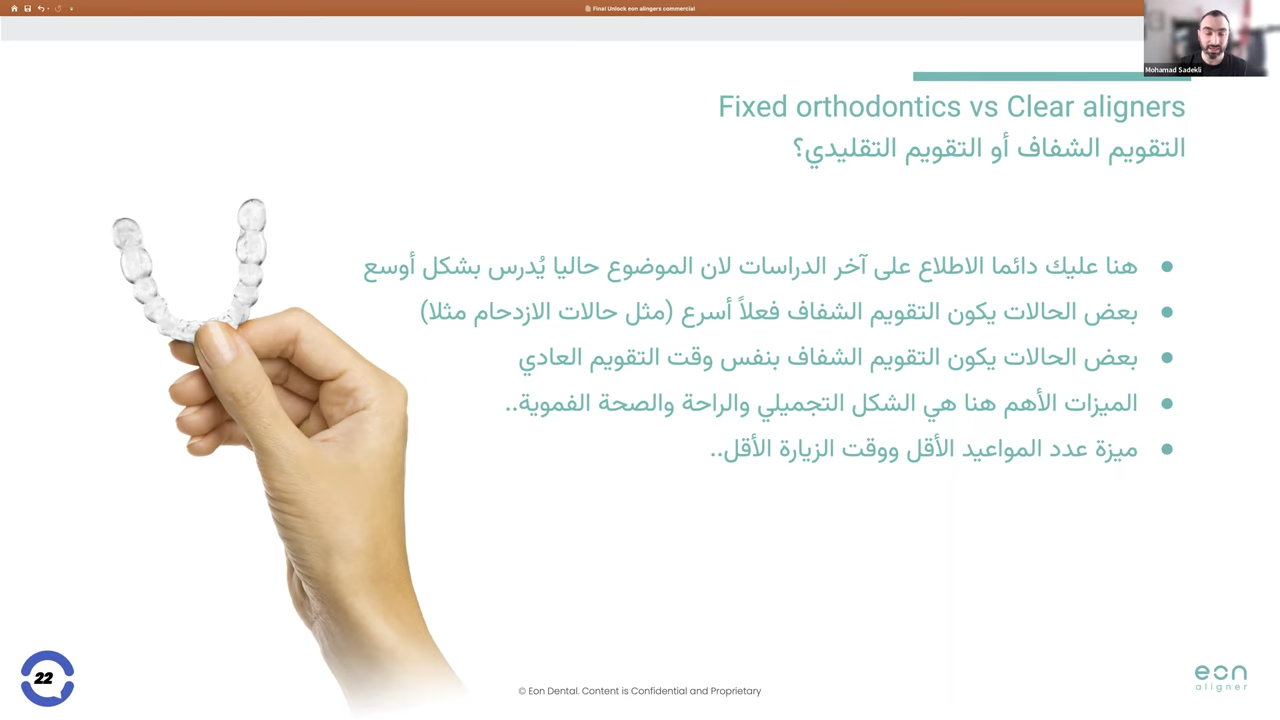 Final Unlock eon alingers commercial
Mohamad Sadekli
Fixed orthodontics vs Clear aligners
التقويم الشفاف أو التقويم التقليدي؟
هنا عليك دائما الاطلاع على آخر الدراسات لان الموضوع حاليا يُدرس بشكل أوسع
بعض الحالات يكون التقويم الشفاف فعلاً أسرع (مثل حالات الازدحام مثلا)
بعض الحالات يكون التقويم الشفاف بنفس وقت التقويم العادي
الميزات الأهم هنا هي الشكل التجميلي والراحة والصحة الفموية..
ميزة عدد المواعيد الأقل ووقت الزيارة الأقل..
22
© Eon Dental. Content is Confidential and Proprietary
eon
aligner